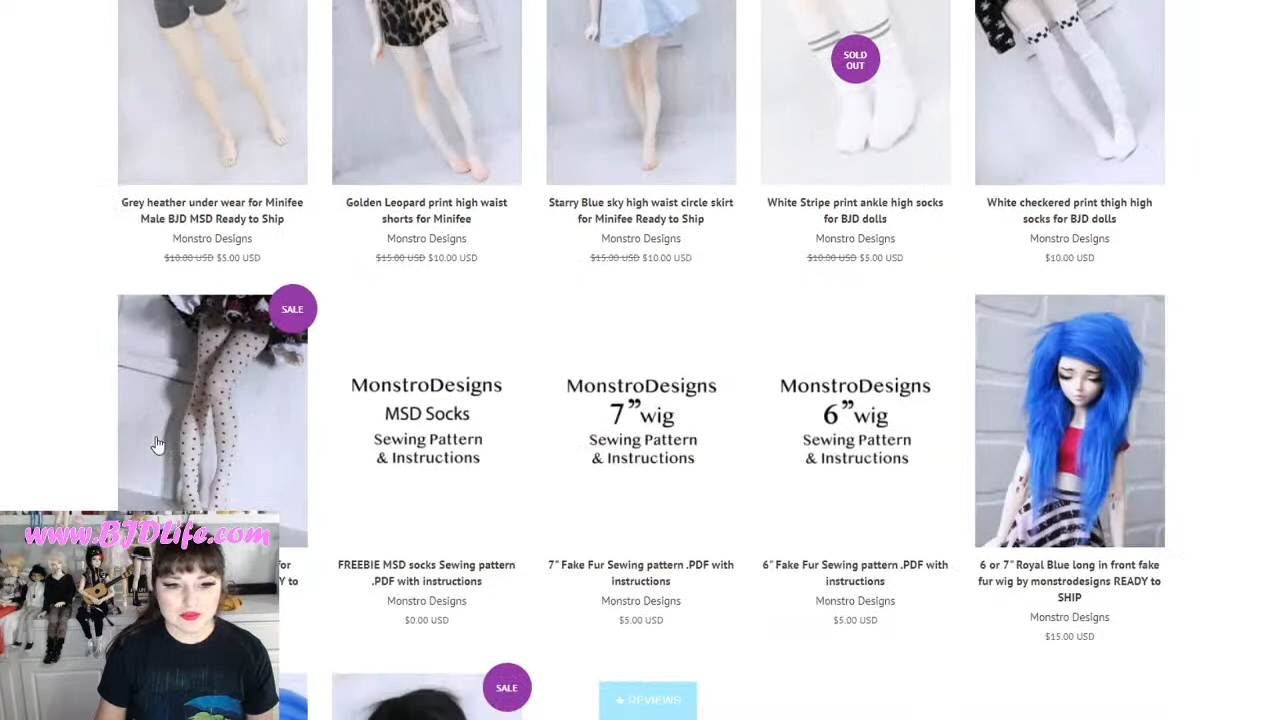 SOLD
OUT
Grey heather under wear for Minifee
Male BJD MSD Ready to Ship
Monstro Designs
$10.00 USD $5.00 USD
Golden Leopard print high waist
shorts for Minifee
Monstro Designs
$15.00 USD $10.00 USD
Starry Blue sky high waist circle skirt
for Minifee Ready to Ship
Monstro Designs
$15.00 USD $10.00 USD
White Stripe print ankle high socks
for BJD dolls
Monstro Designs
$10.00 USD $5.00 USD
White checkered print thigh high
socks for BJD dolls
Monstro Designs
$10.00 USD
SALE
for
Y to
MonstroDesigns
MSD Socks
Sewing Pattern
& Instructions
FREEBIE MSD socks Sewing pattern
.PDF with instructions
Monstro Designs
$0.00 USD
MonstroDesigns
7" wig
Sewing Pattern
& Instructions
7" Fake Fur Sewing pattern .PDF with
instructions
Monstro Designs
$5.00 USD
MonstroDesigns
6" wig
Sewing Pattern
& Instructions
6" Fake Fur Sewing pattern .PDF with
instructions
Monstro Designs
$5.00 USD
6 or 7" Royal Blue long in front fake
fur wig by monstrodesigns READY to
SHIP
Monstro Designs
$15.00 USD
www.BJDLife.com
SALE
★ REVIEWS